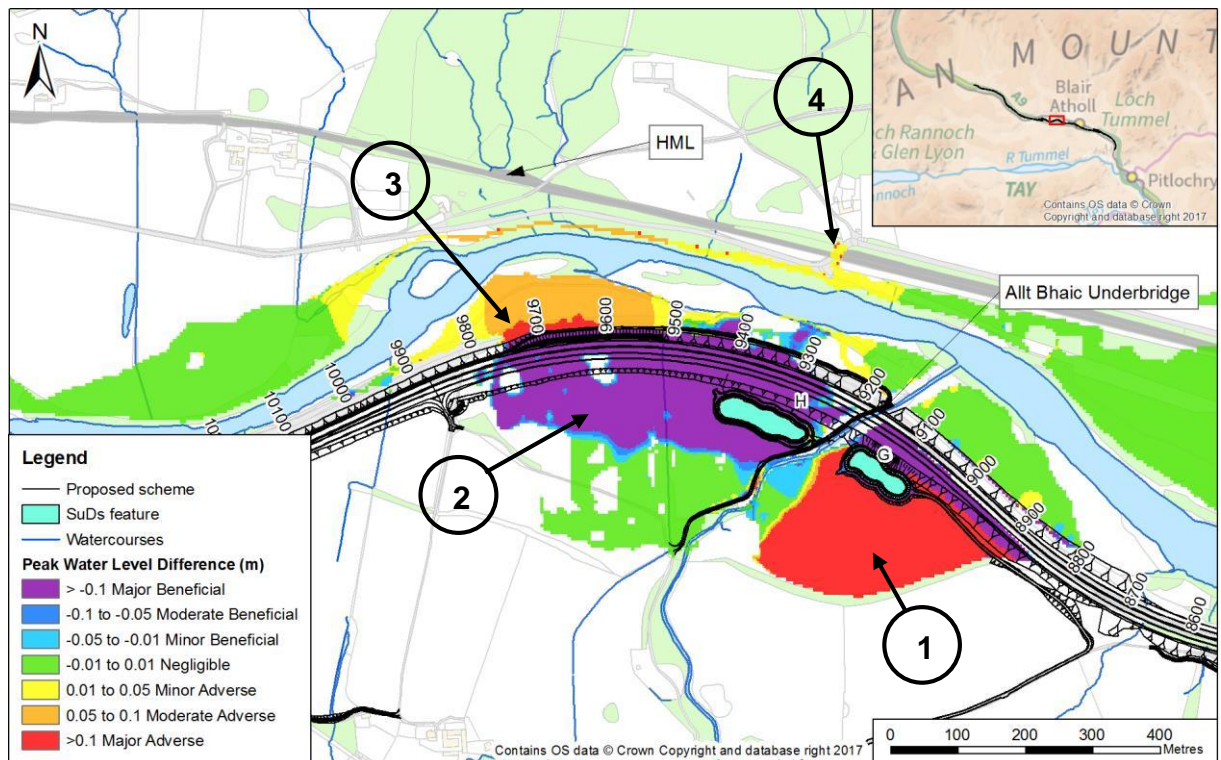 N
HML
3
4
2
1
Allt Bhaic Underbridge
10100
10000
9900
9800
9700
9600
9500
9400
9300
9200
9100
9000
8900
8800
8700
8600
H
G
AN MOUNT
A9
Blair
Atholl
Loch
Tummel
och Rannoch
& Glen Lyon
R Tummel
TAY
Pitlochry
Contains OS data © Crown
Copyright and database right 2017
Legend
Proposed scheme
SuDs feature
Watercourses
Peak Water Level Difference (m)
> -0.1 Major Beneficial
-0.1 to -0.05 Moderate Beneficial
-0.05 to -0.01 Minor Beneficial
-0.01 to 0.01 Negligible
0.01 to 0.05 Minor Adverse
0.05 to 0.1 Moderate Adverse
>0.1 Major Adverse
Contains OS data © Crown Copyright and database right 2017
0 100 200 300 400
Metres